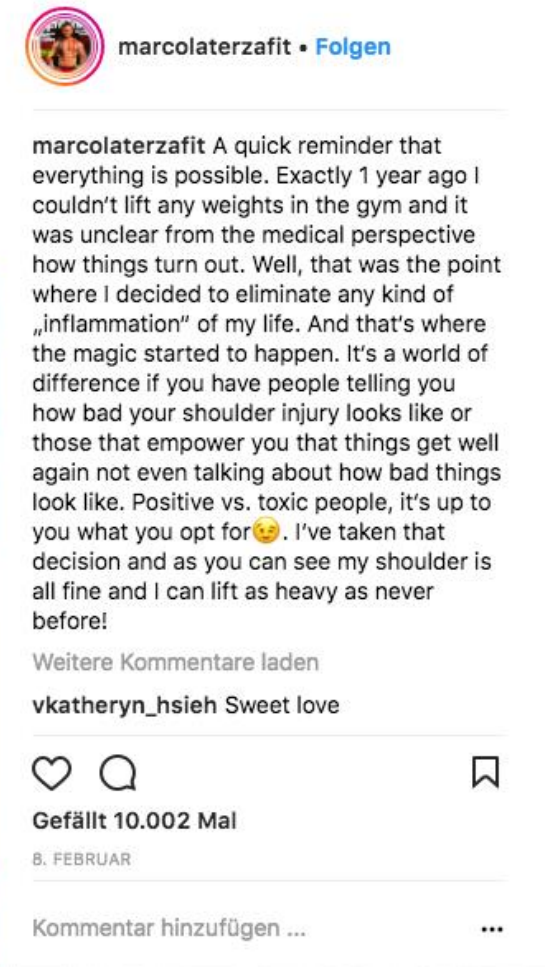 marcolaterzafit • Folgen
marcolaterzafit A quick reminder that
everything is possible. Exactly 1 year ago I
couldn't lift any weights in the gym and it
was unclear from the medical perspective
how things turn out. Well, that was the point
where I decided to eliminate any kind of
„inflammation" of my life. And that's where
the magic started to happen. It's a world of
difference if you have people telling you
how bad your shoulder injury looks like or
those that empower you that things get well
again not even talking about how bad things
look like. Positive vs. toxic people, it's up to
you what you opt for😉. I've taken that
decision and as you can see my shoulder is
all fine and I can lift as heavy as never
before!
Weitere Kommentare laden
vkatheryn_hsieh Sweet love
Gefällt 10.002 Mal
8. FEBRUAR
Kommentar hinzufügen ...